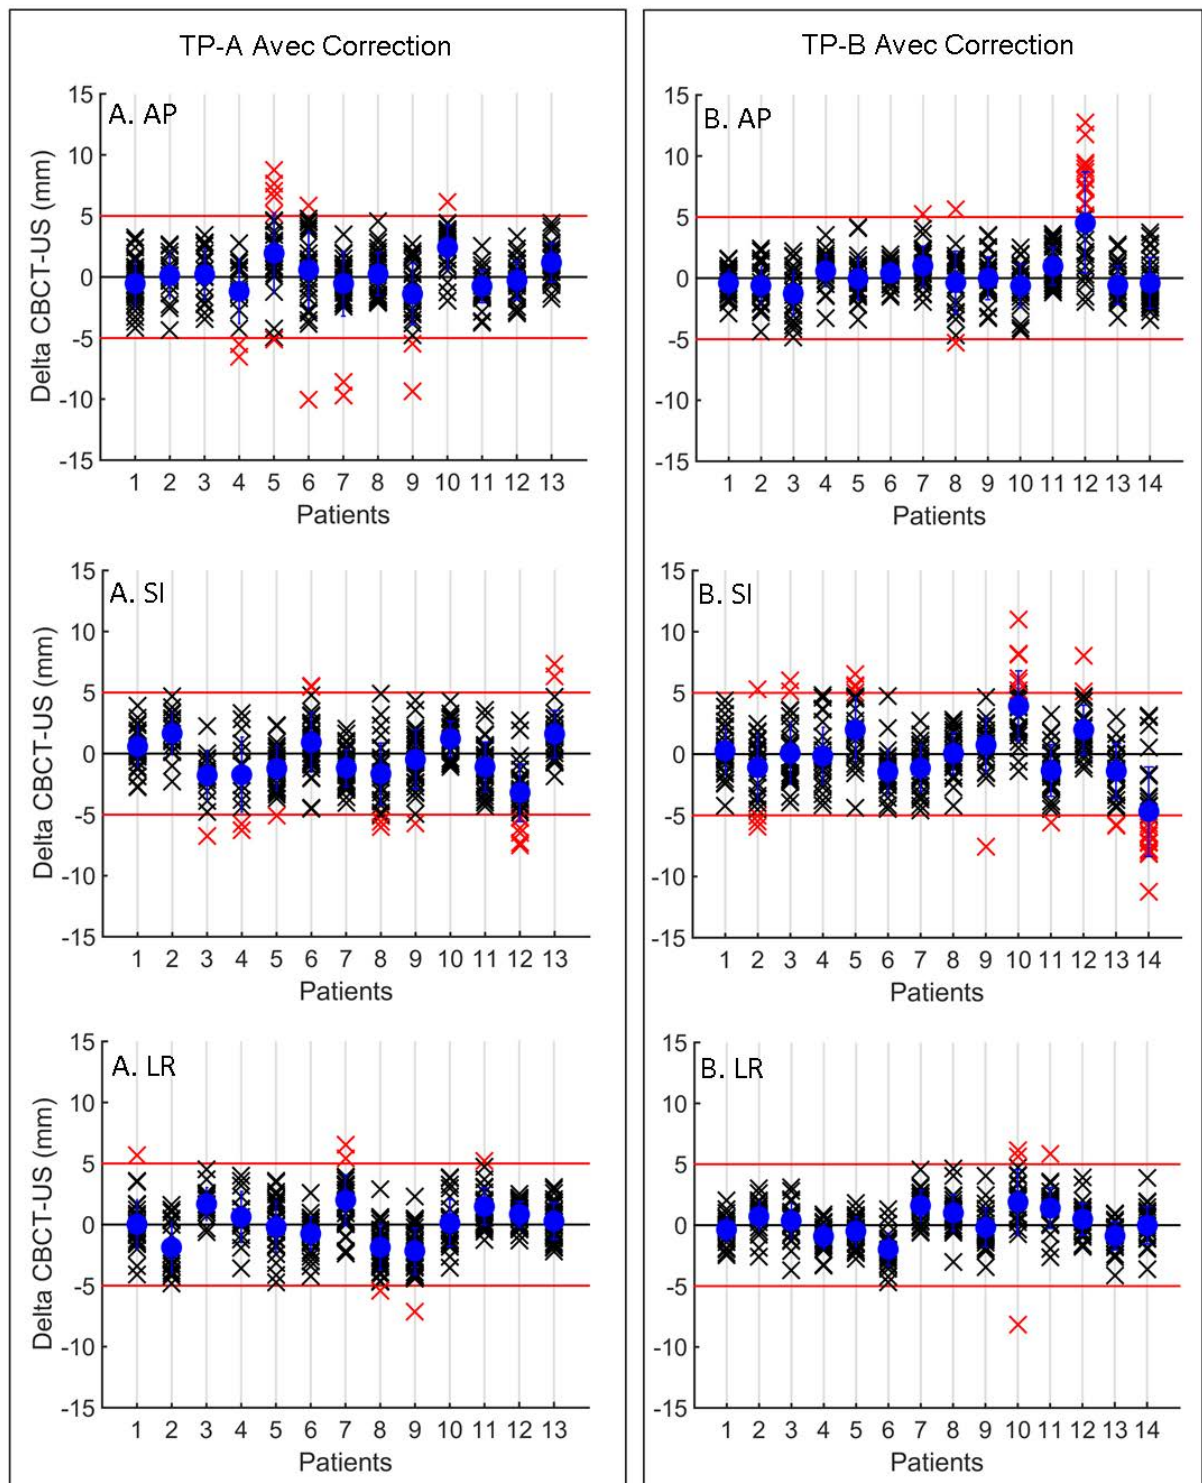 TP-A Avec Correction
A. AP
Delta CBCT-US (mm)
15
10
5
0
-5
-10
-15
1 2 3 4 5 6 7 8 9 10 11 12 13
Patients
A. SI
Delta CBCT-US (mm)
15
10
5
0
-5
-10
-15
1 2 3 4 5 6 7 8 9 10 11 12 13
Patients
A. LR
Delta CBCT-US (mm)
15
10
5
0
-5
-10
-15
1 2 3 4 5 6 7 8 9 10 11 12 13
Patients
TP-B Avec Correction
B. AP
15
10
5
0
-5
-10
-15
1 2 3 4 5 6 7 8 9 10 11 12 13 14
Patients
B. SI
15
10
5
0
-5
-10
-15
1 2 3 4 5 6 7 8 9 10 11 12 13 14
Patients
B. LR
15
10
5
0
-5
-10
-15
1 2 3 4 5 6 7 8 9 10 11 12 13 14
Patients